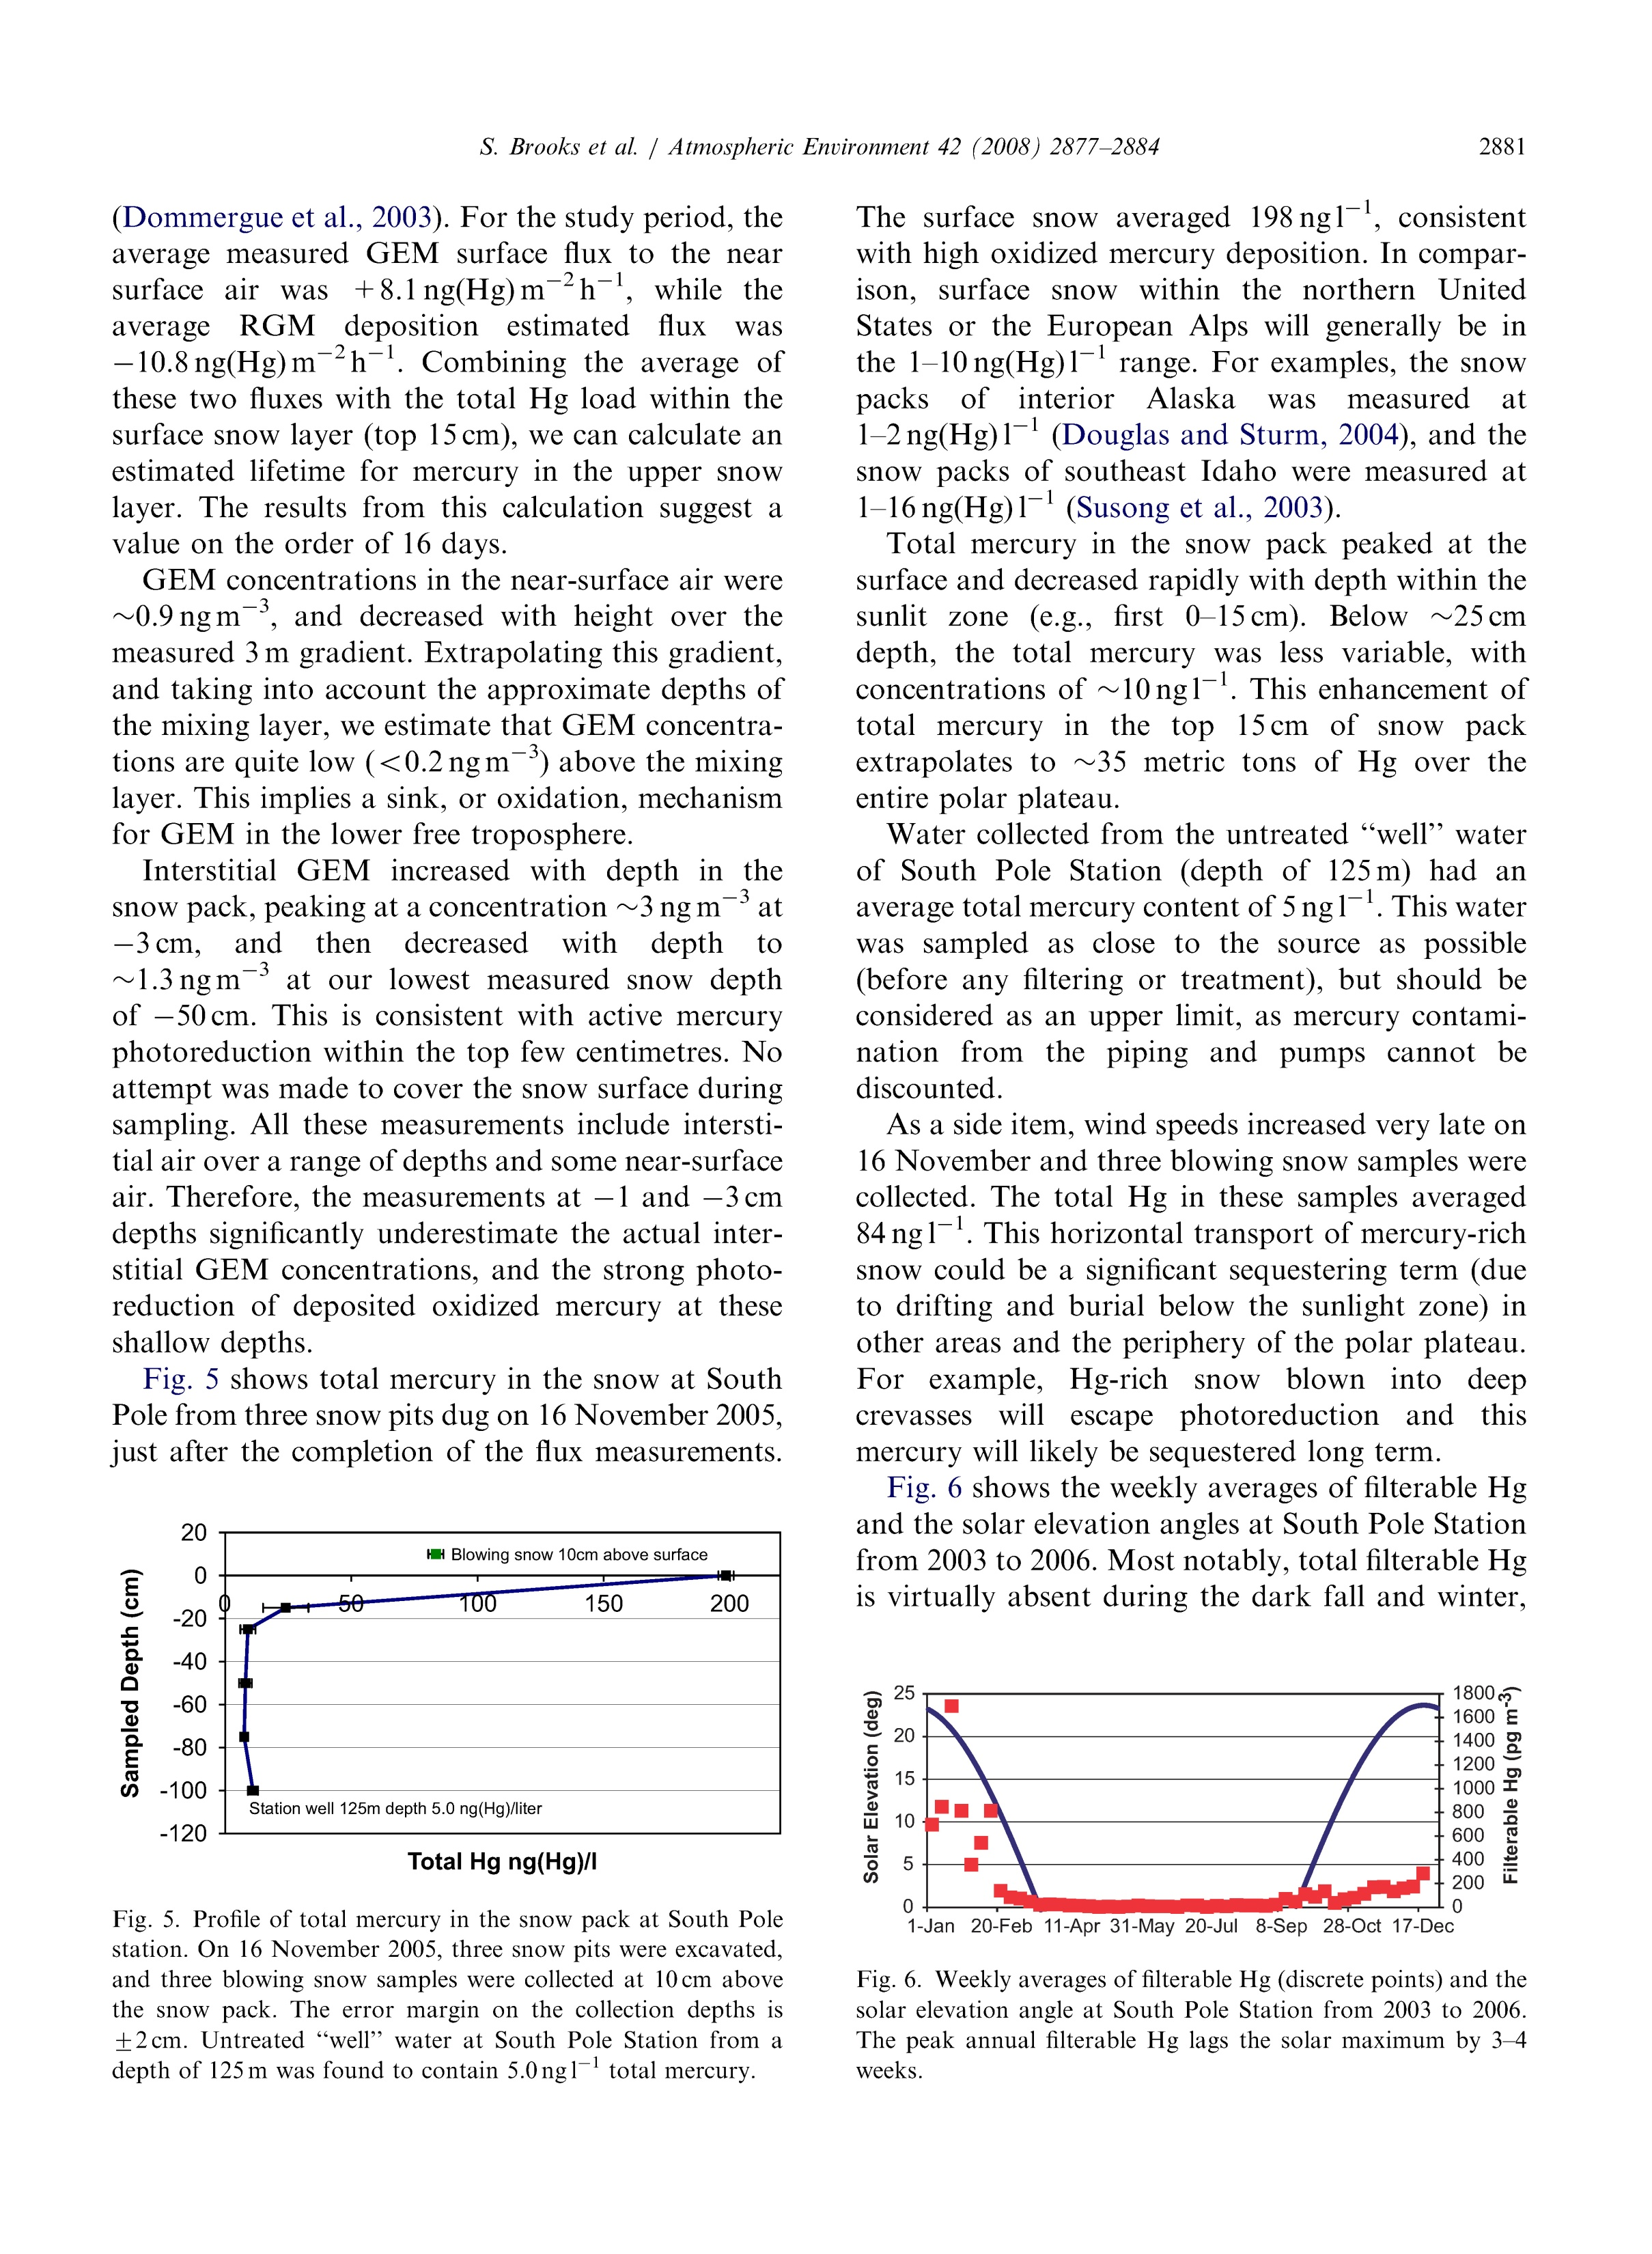 S. Brooks et al. / Atmospheric Environment 42 (2008) 2877–2884
2881
(Dommergue et al., 2003). For the study period, the
average measured GEM surface flux to the near
surface air was +8.1 ng(Hg) m−2 h−1, while the
average RGM deposition estimated flux was
−10.8 ng(Hg) m−2 h−1. Combining the average of
these two fluxes with the total Hg load within the
surface snow layer (top 15 cm), we can calculate an
estimated lifetime for mercury in the upper snow
layer. The results from this calculation suggest a
value on the order of 16 days.
GEM concentrations in the near-surface air were
~0.9 ng m−3, and decreased with height over the
measured 3 m gradient. Extrapolating this gradient,
and taking into account the approximate depths of
the mixing layer, we estimate that GEM concentra-
tions are quite low (<0.2 ng m−3) above the mixing
layer. This implies a sink, or oxidation, mechanism
for GEM in the lower free troposphere.
Interstitial GEM increased with depth in the
snow pack, peaking at a concentration ~3 ng m−3 at
−3 cm, and then decreased with depth to
~1.3 ng m−3 at our lowest measured snow depth
of −50 cm. This is consistent with active mercury
photoreduction within the top few centimetres. No
attempt was made to cover the snow surface during
sampling. All these measurements include intersti-
tial air over a range of depths and some near-surface
air. Therefore, the measurements at −1 and −3 cm
depths significantly underestimate the actual inter-
stitial GEM concentrations, and the strong photo-
reduction of deposited oxidized mercury at these
shallow depths.
Fig. 5 shows total mercury in the snow at South
Pole from three snow pits dug on 16 November 2005,
just after the completion of the flux measurements.
20
0
-20
-40
-60
-80
-100
-120
Sampled Depth (cm)
Blowing snow 10cm above surface
0
50
100
150
200
Station well 125m depth 5.0 ng(Hg)/liter
Total Hg ng(Hg)/l
Fig. 5. Profile of total mercury in the snow pack at South Pole
station. On 16 November 2005, three snow pits were excavated,
and three blowing snow samples were collected at 10 cm above
the snow pack. The error margin on the collection depths is
±2 cm. Untreated “well” water at South Pole Station from a
depth of 125 m was found to contain 5.0 ng l−1 total mercury.
The surface snow averaged 198 ng l−1, consistent
with high oxidized mercury deposition. In compar-
ison, surface snow within the northern United
States or the European Alps will generally be in
the 1–10 ng(Hg) l−1 range. For examples, the snow
packs of interior Alaska was measured at
1–2 ng(Hg) l−1 (Douglas and Sturm, 2004), and the
snow packs of southeast Idaho were measured at
1–16 ng(Hg) l−1 (Susong et al., 2003).
Total mercury in the snow pack peaked at the
surface and decreased rapidly with depth within the
sunlit zone (e.g., first 0–15 cm). Below ~25 cm
depth, the total mercury was less variable, with
concentrations of ~10 ng l−1. This enhancement of
total mercury in the top 15 cm of snow pack
extrapolates to ~35 metric tons of Hg over the
entire polar plateau.
Water collected from the untreated “well” water
of South Pole Station (depth of 125 m) had an
average total mercury content of 5 ng l−1. This water
was sampled as close to the source as possible
(before any filtering or treatment), but should be
considered as an upper limit, as mercury contami-
nation from the piping and pumps cannot be
discounted.
As a side item, wind speeds increased very late on
16 November and three blowing snow samples were
collected. The total Hg in these samples averaged
84 ng l−1. This horizontal transport of mercury-rich
snow could be a significant sequestering term (due
to drifting and burial below the sunlight zone) in
other areas and the periphery of the polar plateau.
For example, Hg-rich snow blown into deep
crevasses will escape photoreduction and this
mercury will likely be sequestered long term.
Fig. 6 shows the weekly averages of filterable Hg
and the solar elevation angles at South Pole Station
from 2003 to 2006. Most notably, total filterable Hg
is virtually absent during the dark fall and winter,
25
20
15
10
5
0
Solar Elevation (deg)
1800
1600
1400
1200
1000
800
600
400
200
0
Filterable Hg (pg m-3)
1-Jan 20-Feb 11-Apr 31-May 20-Jul 8-Sep 28-Oct 17-Dec
Fig. 6. Weekly averages of filterable Hg (discrete points) and the
solar elevation angle at South Pole Station from 2003 to 2006.
The peak annual filterable Hg lags the solar maximum by 3–4
weeks.